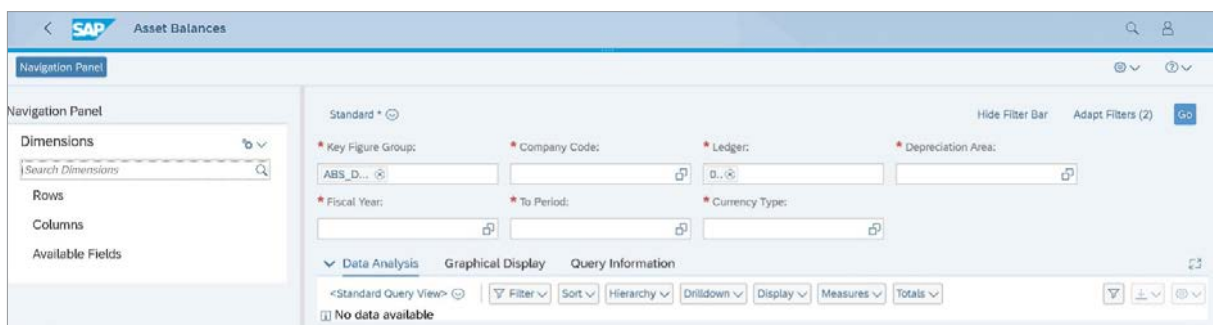 SAP Asset Balances
Navigation Panel
Navigation Panel
Dimensions
Search Dimensions
Rows
Columns
Available Fields
Standard * Hide Filter Bar Adapt Filters (2) Go
* Key Figure Group: * Company Code: * Ledger: * Depreciation Area:
ABS_D... 0..
* Fiscal Year: * To Period: * Currency Type:
Data Analysis Graphical Display Query Information
<Standard Query View> Filter Sort Hierarchy Drilldown Display Measures Totals
No data available